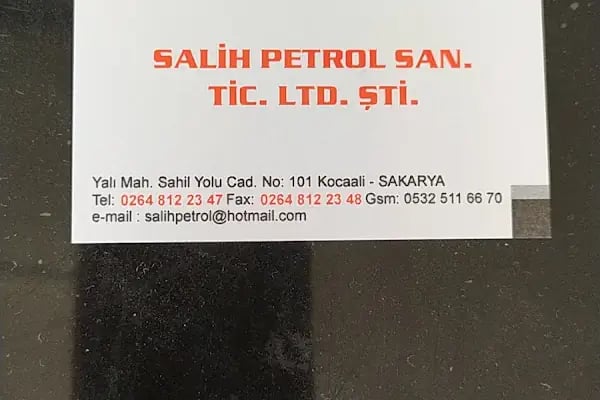 SALİH PETROL SAN.
TİC. LTD. ŞTİ.
Yalı Mah. Sahil Yolu Cad. No: 101 Kocaali - SAKARYA
Tel: 0264 812 23 47 Fax: 0264 812 23 48 Gsm: 0532 511 66 70
e-mail : salihpetrol@hotmail.com